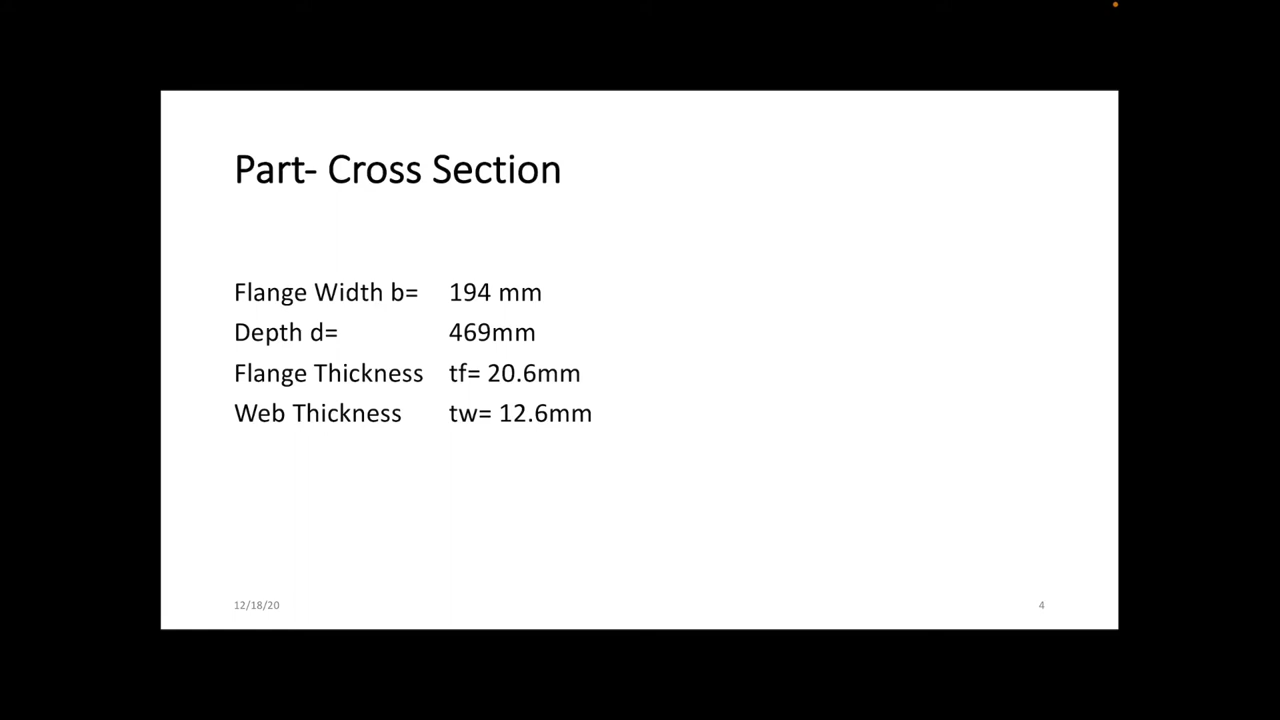 Part- Cross Section
Flange Width b= 194 mm
Depth d= 469mm
Flange Thickness tf= 20.6mm
Web Thickness tw= 12.6mm
12/18/20 4